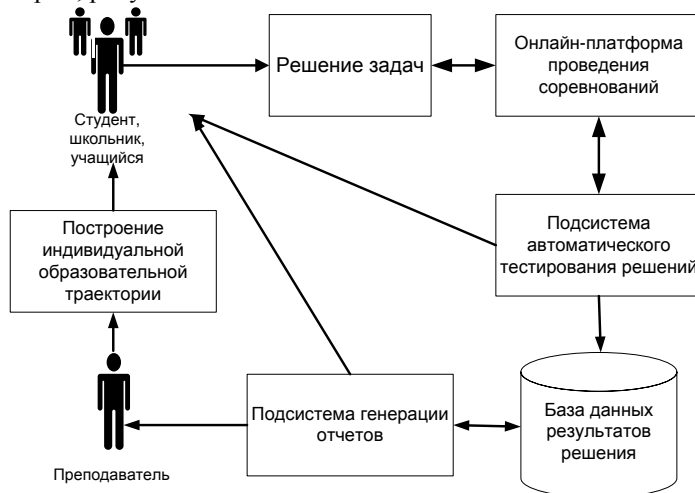 Решение задач
Онлайн-платформа
проведения
соревнований
Студент,
школьник,
учащийся
Построение
индивидуальной
образовательной
траектории
Подсистема
автоматического
тестирования решений
Подсистема генерации
отчетов
База данных
результатов
решения
Преподаватель